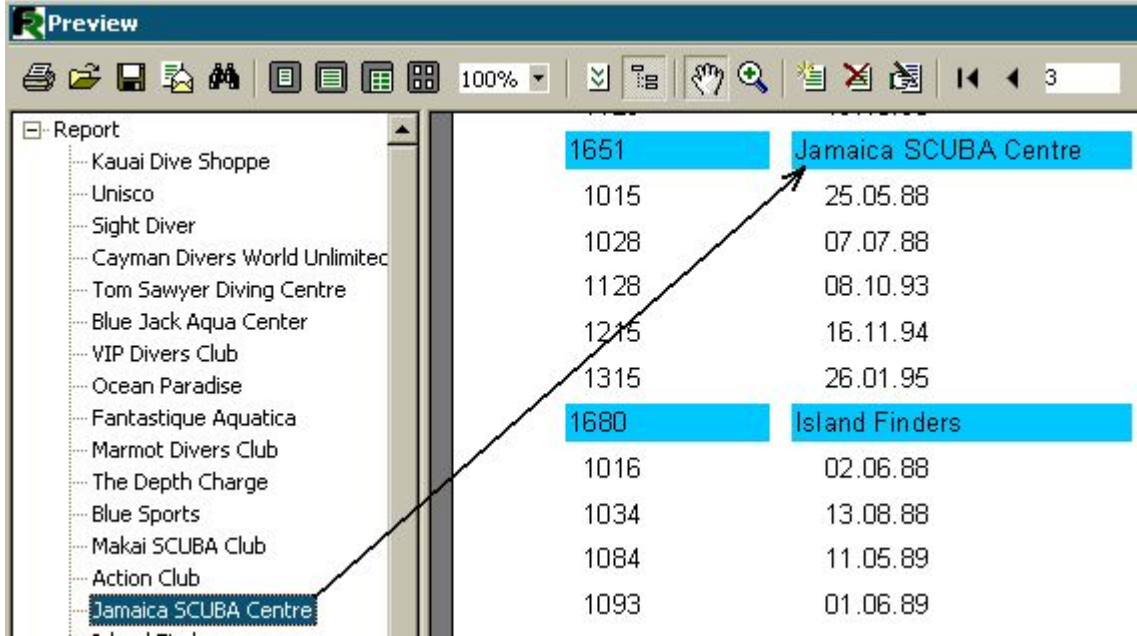 Preview
100%
3
Report
Kauai Dive Shoppe
Unisco
Sight Diver
Cayman Divers World Unlimited
Tom Sawyer Diving Centre
Blue Jack Aqua Center
VIP Divers Club
Ocean Paradise
Fantastique Aquatica
Marmot Divers Club
The Depth Charge
Blue Sports
Makai SCUBA Club
Action Club
Jamaica SCUBA Centre
1651 Jamaica SCUBA Centre
1015 25.05.88
1028 07.07.88
1128 08.10.93
1215 16.11.94
1315 26.01.95
1680 Island Finders
1016 02.06.88
1034 13.08.88
1084 11.05.89
1093 01.06.89